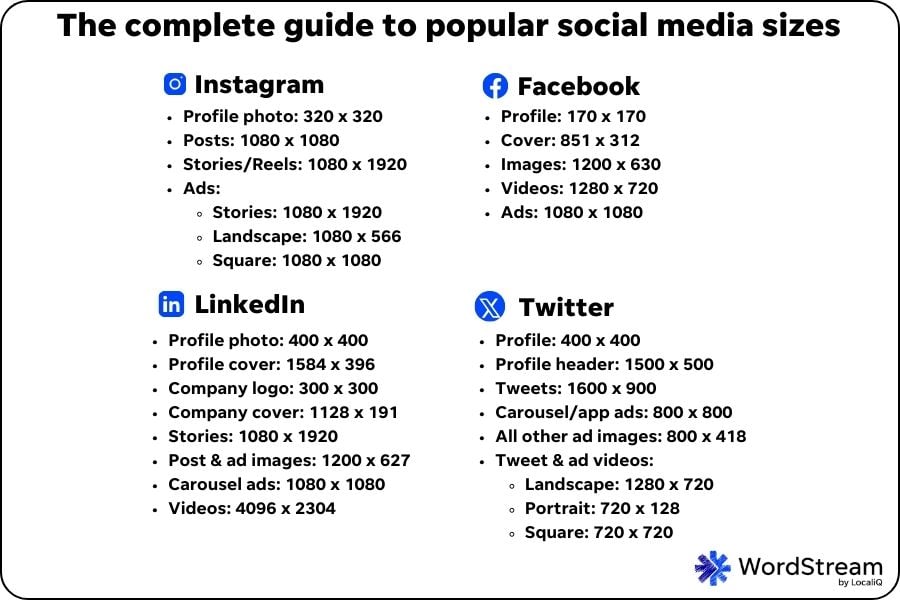 The complete guide to popular social media sizes
Instagram
• Profile photo: 320 x 320
• Posts: 1080 x 1080
• Stories/Reels: 1080 x 1920
• Ads:
◦ Stories: 1080 x 1920
◦ Landscape: 1080 x 566
◦ Square: 1080 x 1080
Facebook
• Profile: 170 x 170
• Cover: 851 x 312
• Images: 1200 x 630
• Videos: 1280 x 720
• Ads: 1080 x 1080
in LinkedIn
• Profile photo: 400 x 400
• Profile cover: 1584 x 396
• Company logo: 300 x 300
• Company cover: 1128 x 191
• Stories: 1080 x 1920
• Post & ad images: 1200 x 627
• Carousel ads: 1080 x 1080
• Videos: 4096 x 2304
X Twitter
• Profile: 400 x 400
• Profile header: 1500 x 500
• Tweets: 1600 x 900
• Carousel/app ads: 800 x 800
• All other ad images: 800 x 418
• Tweet & ad videos:
◦ Landscape: 1280 x 720
◦ Portrait: 720 x 128
◦ Square: 720 x 720
WordStream
by LocaliQ